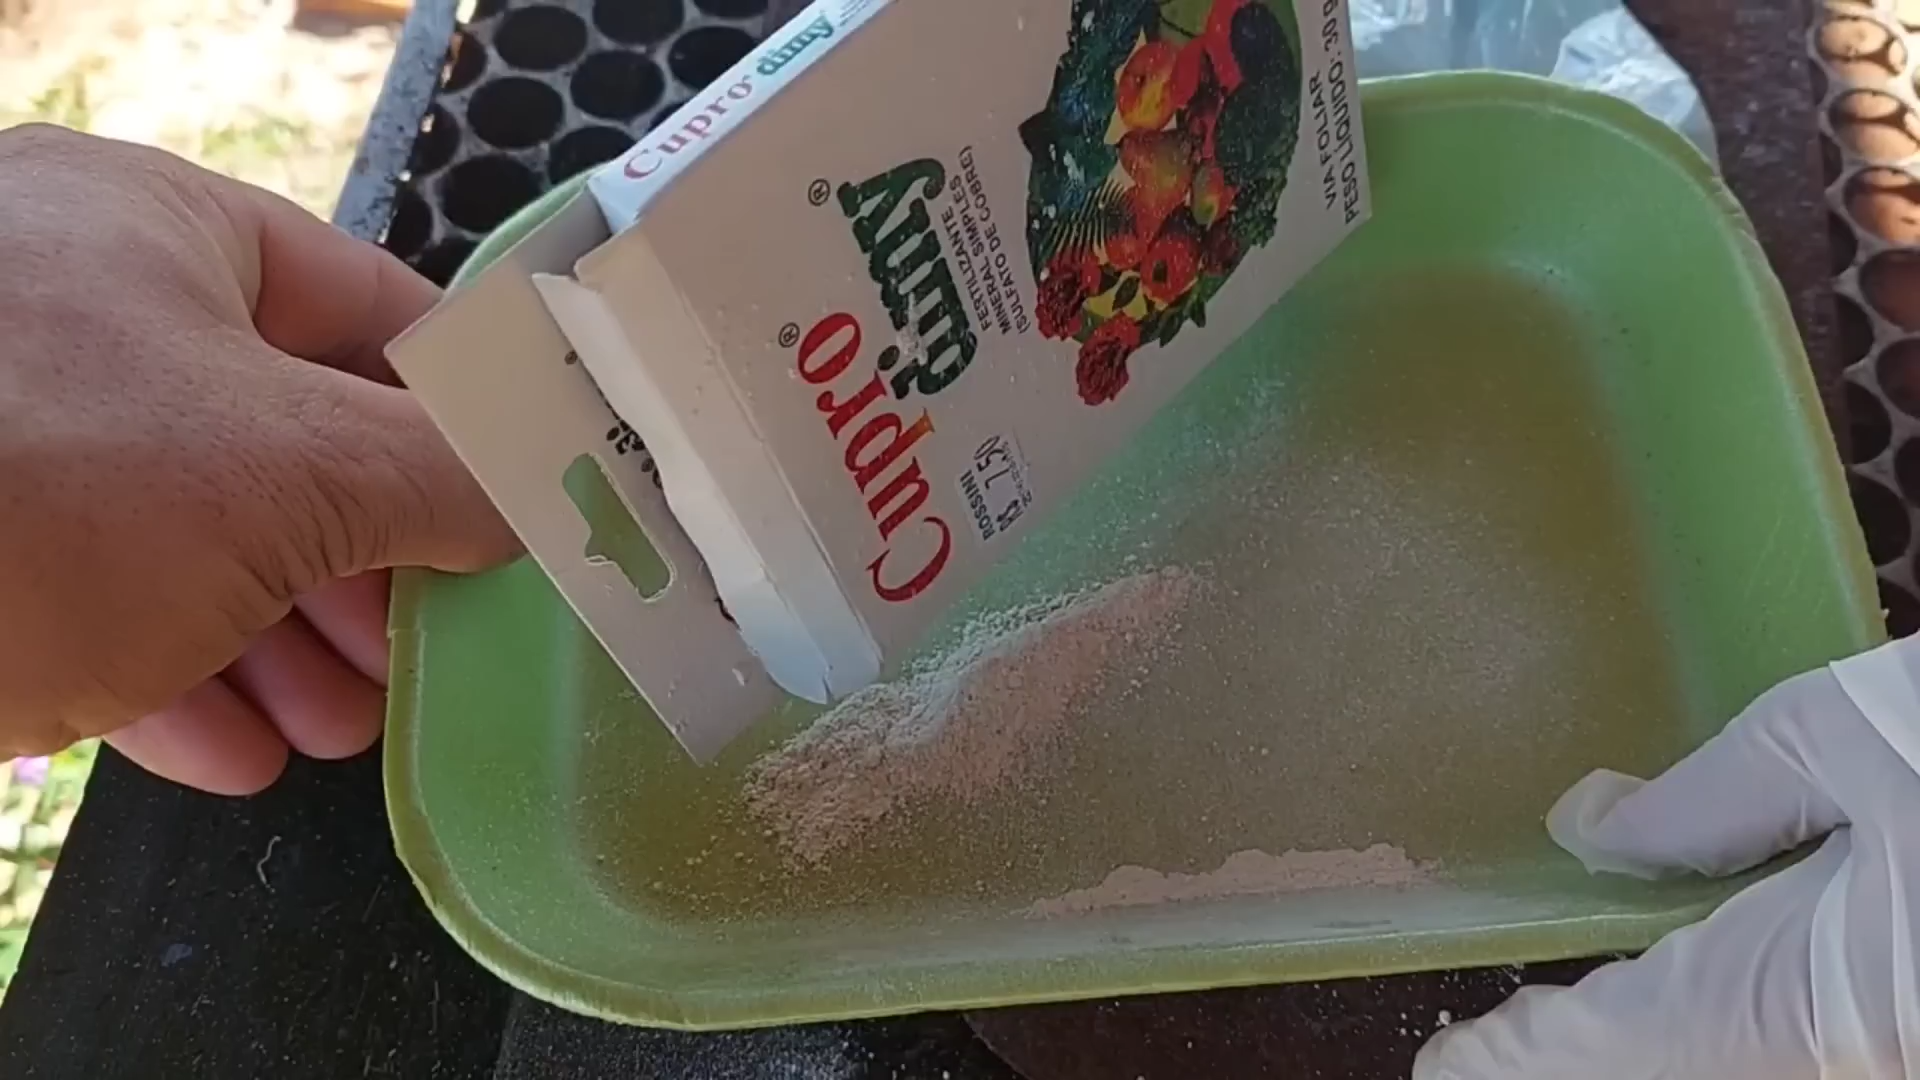 Cupro dimy
Cupro®
dimy®
FERTILIZANTE
MINERAL SIMPLES
(SULFATO DE COBRE)
VIA FOLIAR
PESO LÍQUIDO: 30 g
ROSSINI
R$ 7,50